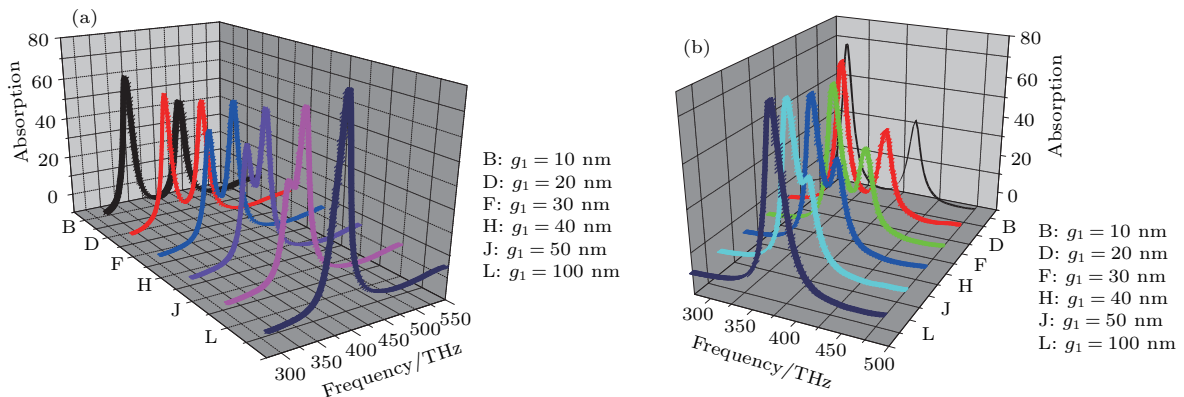 (a)
Absorption
80
60
40
20
0
B
D
F
H
J
L
300
350
400
450
500
550
Frequency/THz
B: g₁ = 10 nm
D: g₁ = 20 nm
F: g₁ = 30 nm
H: g₁ = 40 nm
J: g₁ = 50 nm
L: g₁ = 100 nm
(b)
80
60
40
20
0
Absorption
B
D
F
H
J
L
300
350
400
450
500
Frequency/THz
B: g₁ = 10 nm
D: g₁ = 20 nm
F: g₁ = 30 nm
H: g₁ = 40 nm
J: g₁ = 50 nm
L: g₁ = 100 nm